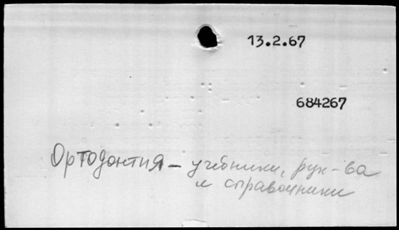 13.2.67
684267
Ортодонтия – учебники, рук-ва
и справочники